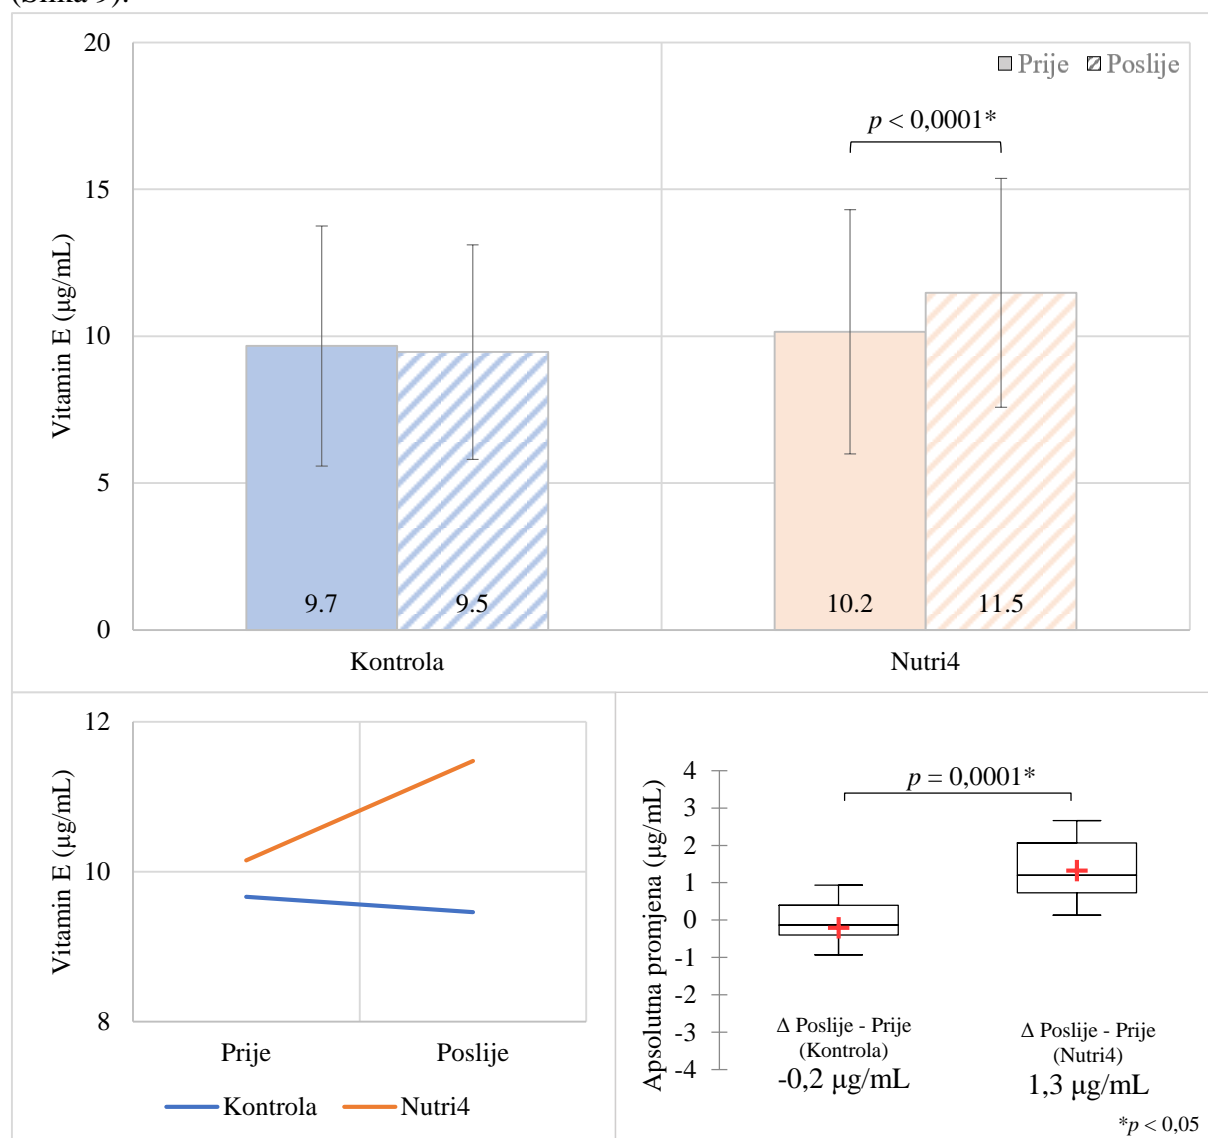 (Slika 9).
20
15
10
5
0
Vitamin E (µg/mL)
Prije Poslije
p < 0,0001*
9.7 9.5 10.2 11.5
Kontrola Nutri4
12
10
8
Vitamin E (µg/mL)
Prije Poslije
Kontrola Nutri4
Apsolutna promjena (µg/mL)
4
3
2
1
0
-1
-2
-3
-4
p = 0,0001*
Δ Poslije - Prije
(Kontrola)
-0,2 µg/mL
Δ Poslije - Prije
(Nutri4)
1,3 µg/mL
*p < 0,05